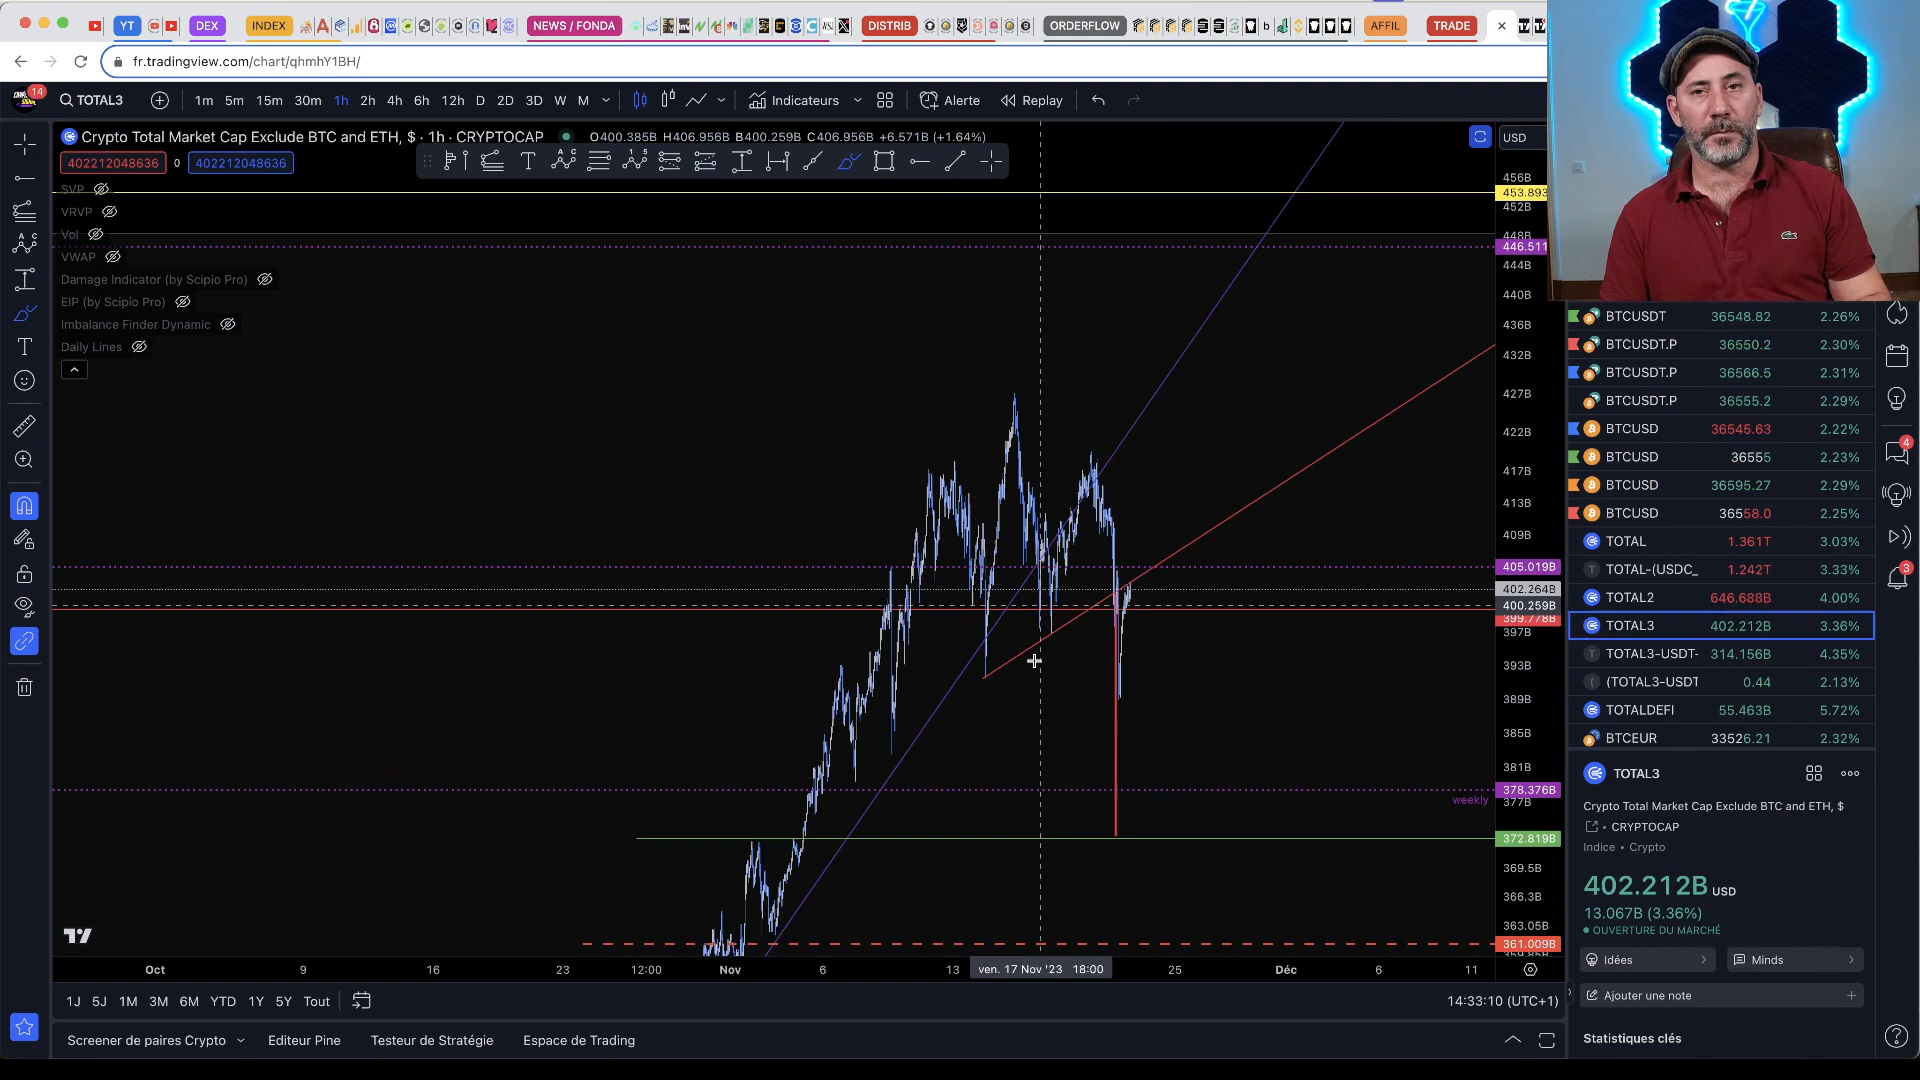 YT DEX INDEX NEWS / FONDA DISTRIB ORDERFLOW AFFIL TRADE
fr.tradingview.com/chart/qhmhY1BH/
14 TOTAL3 1m 5m 15m 30m 1h 2h 4h 6h 12h D 2D 3D W M Indicateurs Alerte Replay
Crypto Total Market Cap Exclude BTC and ETH, $ · 1h · CRYPTOCAP O400.385B H406.956B B400.259B C406.956B +6.571B (+1.64%)
USD
402212048636 0 402212048636
SVP
VRVP
Vol
VWAP
Damage Indicator (by Scipio Pro)
EIP (by Scipio Pro)
Imbalance Finder Dynamic
Daily Lines
456B
453.893
452B
448B
446.511
444B
440B
436B
432B
427B
422B
417B
413B
409B
405.019B
402.264B
400.259B
399.778B
397B
393B
389B
385B
381B
378.376B
weekly
377B
372.819B
369.5B
366.3B
363.05B
361.009B
Oct 9 16 23 12:00 Nov 6 13 ven. 17 Nov '23 18:00 25 Déc 6 11
1J 5J 1M 3M 6M YTD 1Y 5Y Tout
14:33:10 (UTC+1)
Screener de paires Crypto Editeur Pine Testeur de Stratégie Espace de Trading
BTCUSDT 36548.82 2.26%
BTCUSDT.P 36550.2 2.30%
BTCUSDT.P 36566.5 2.31%
BTCUSDT.P 36555.2 2.29%
BTCUSD 36545.63 2.22%
BTCUSD 36555 2.23%
BTCUSD 36595.27 2.29%
BTCUSD 36558.0 2.25%
TOTAL 1.361T 3.03%
TOTAL-(USDC_ 1.242T 3.33%
TOTAL2 646.688B 4.00%
TOTAL3 402.212B 3.36%
TOTAL3-USDT- 314.156B 4.35%
(TOTAL3-USDT 0.44 2.13%
TOTALDEFI 55.463B 5.72%
BTCEUR 33526.21 2.32%
4
3
TOTAL3
Crypto Total Market Cap Exclude BTC and ETH, $
CRYPTOCAP
Indice • Crypto
402.212B USD
13.067B (3.36%)
OUVERTURE DU MARCHÉ
Idées Minds
Ajouter une note
Statistiques clés